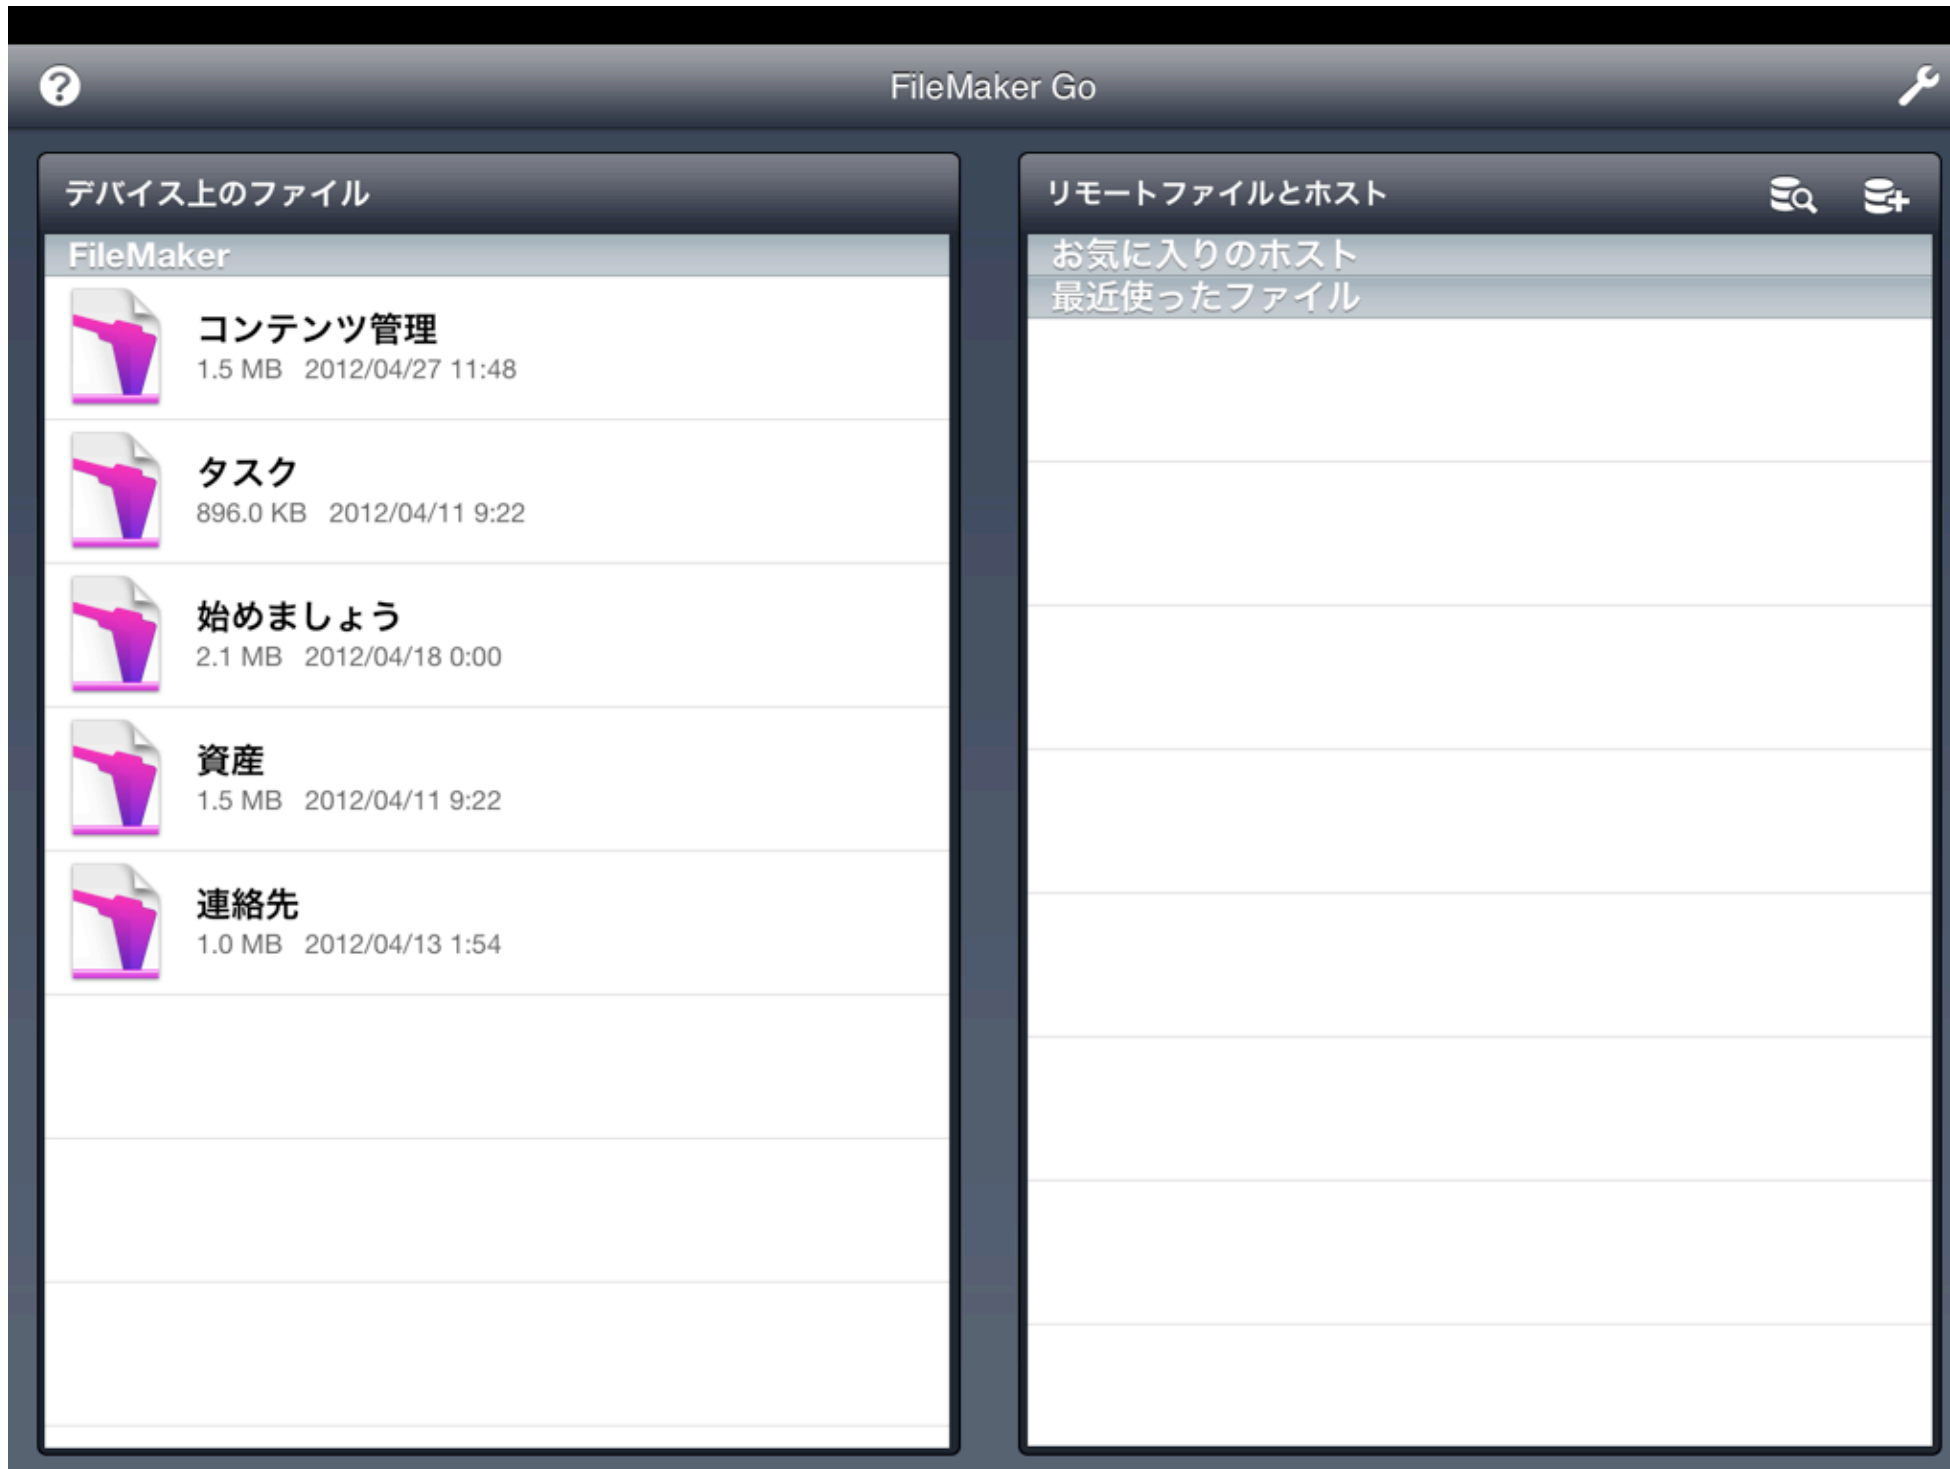 FileMaker Go
デバイス上のファイル
FileMaker
コンテンツ管理
1.5 MB 2012/04/27 11:48
タスク
896.0 KB 2012/04/11 9:22
始めましょう
2.1 MB 2012/04/18 0:00
資産
1.5 MB 2012/04/11 9:22
連絡先
1.0 MB 2012/04/13 1:54
リモートファイルとホスト
お気に入りのホスト
最近使ったファイル